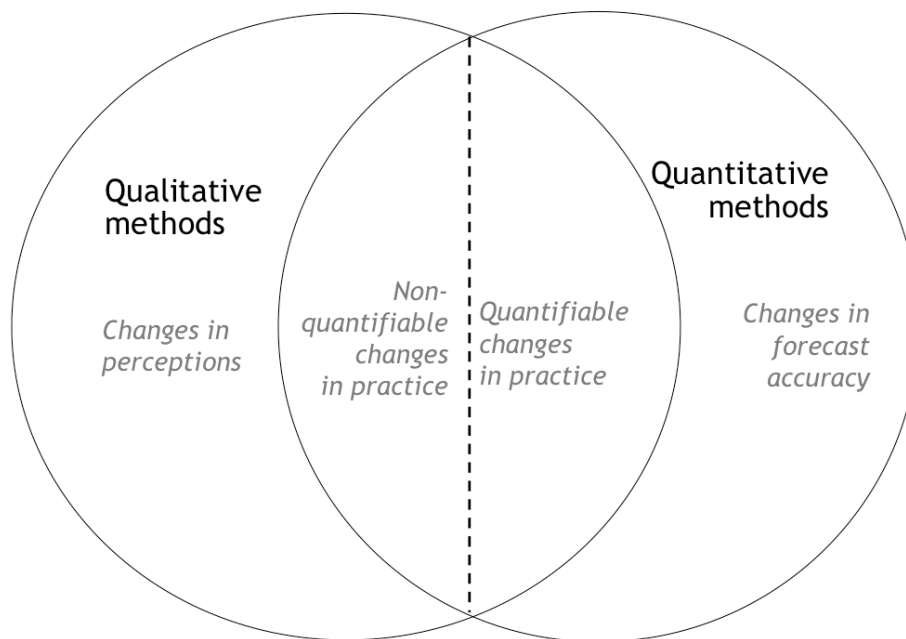 Qualitative
methods
Quantitative
methods
Changes in
perceptions
Non-
quantifiable
changes
in practice
Quantifiable
changes
in practice
Changes in
forecast
accuracy